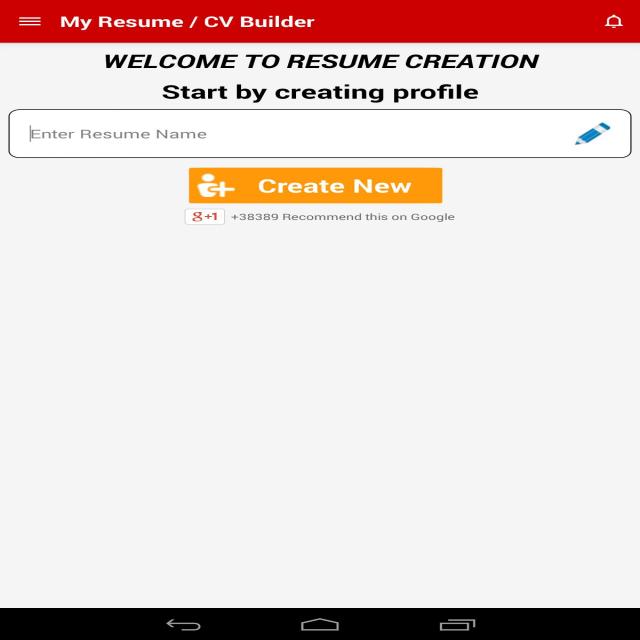 My Resume / CV Builder
WELCOME TO RESUME CREATION
Start by creating profile
Enter Resume Name
Create New
g+1 +38389 Recommend this on Google